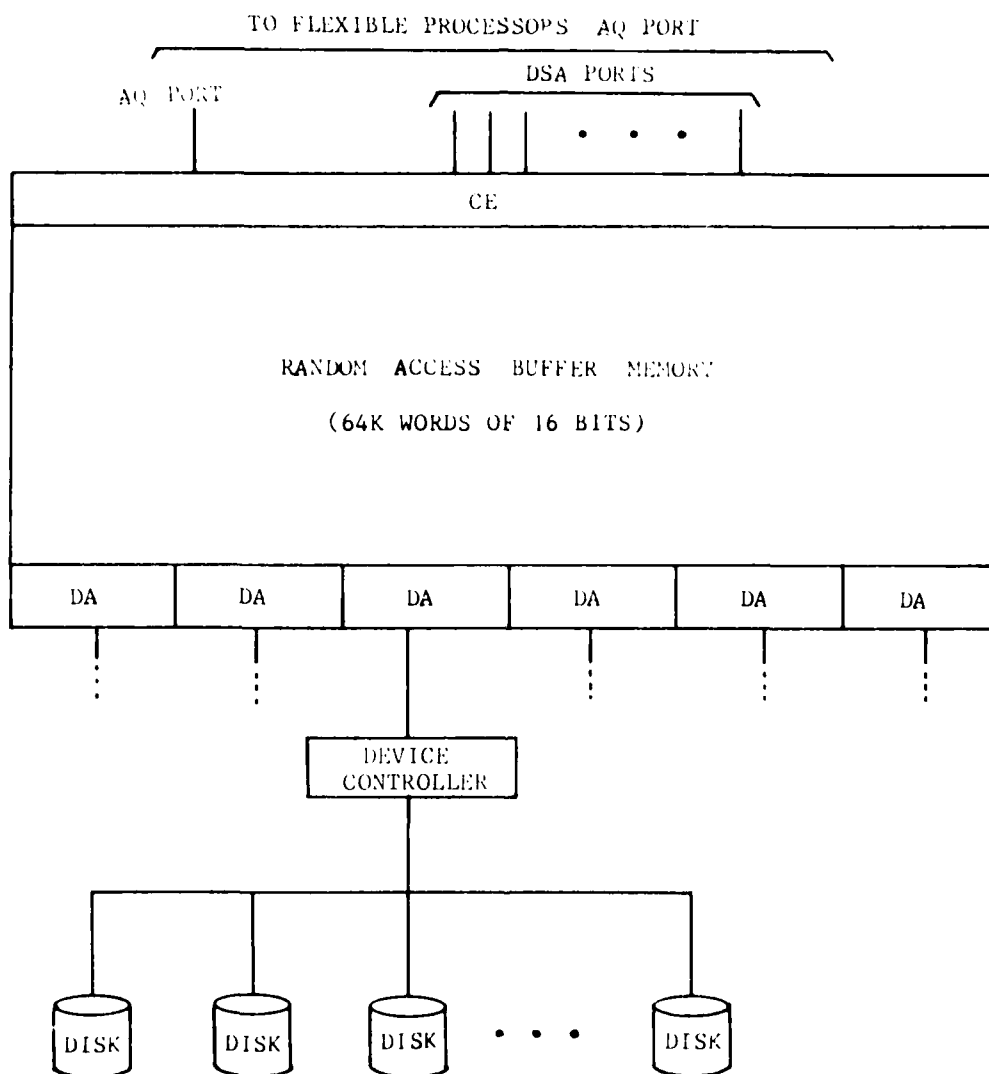 TO FLEXIBLE PROCESSORS AQ PORT
DSA PORTS
AQ PORT
CE
RANDOM ACCESS BUFFER MEMORY
(64K WORDS OF 16 BITS)
DA DA DA DA DA DA
DEVICE
CONTROLLER
DISK DISK DISK DISK